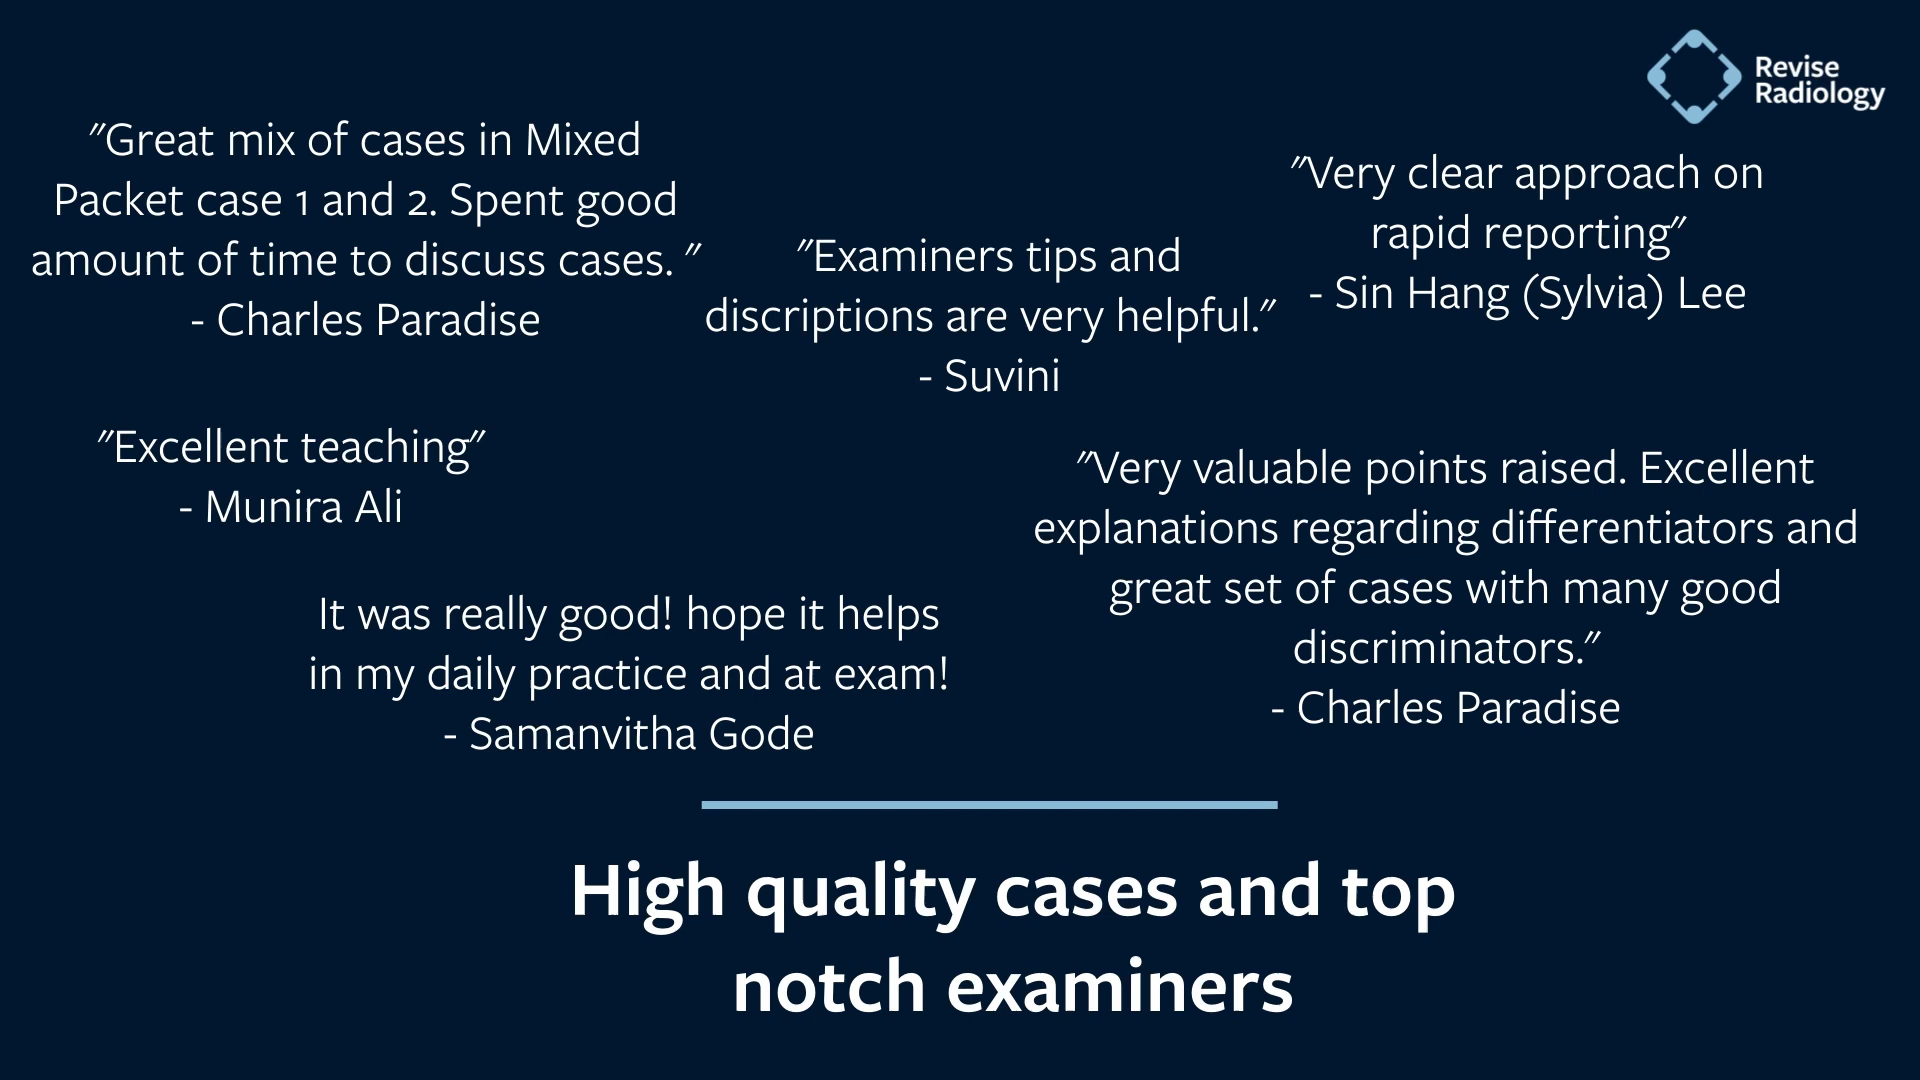 Revise
Radiology
"Great mix of cases in Mixed
Packet case 1 and 2. Spent good
amount of time to discuss cases. "
- Charles Paradise
"Examiners tips and
discriptions are very helpful."
- Suvini
"Very clear approach on
rapid reporting"
- Sin Hang (Sylvia) Lee
"Excellent teaching"
- Munira Ali
"Very valuable points raised. Excellent
explanations regarding differentiators and
great set of cases with many good
discriminators."
- Charles Paradise
It was really good! hope it helps
in my daily practice and at exam!
- Samanvitha Gode
High quality cases and top
notch examiners